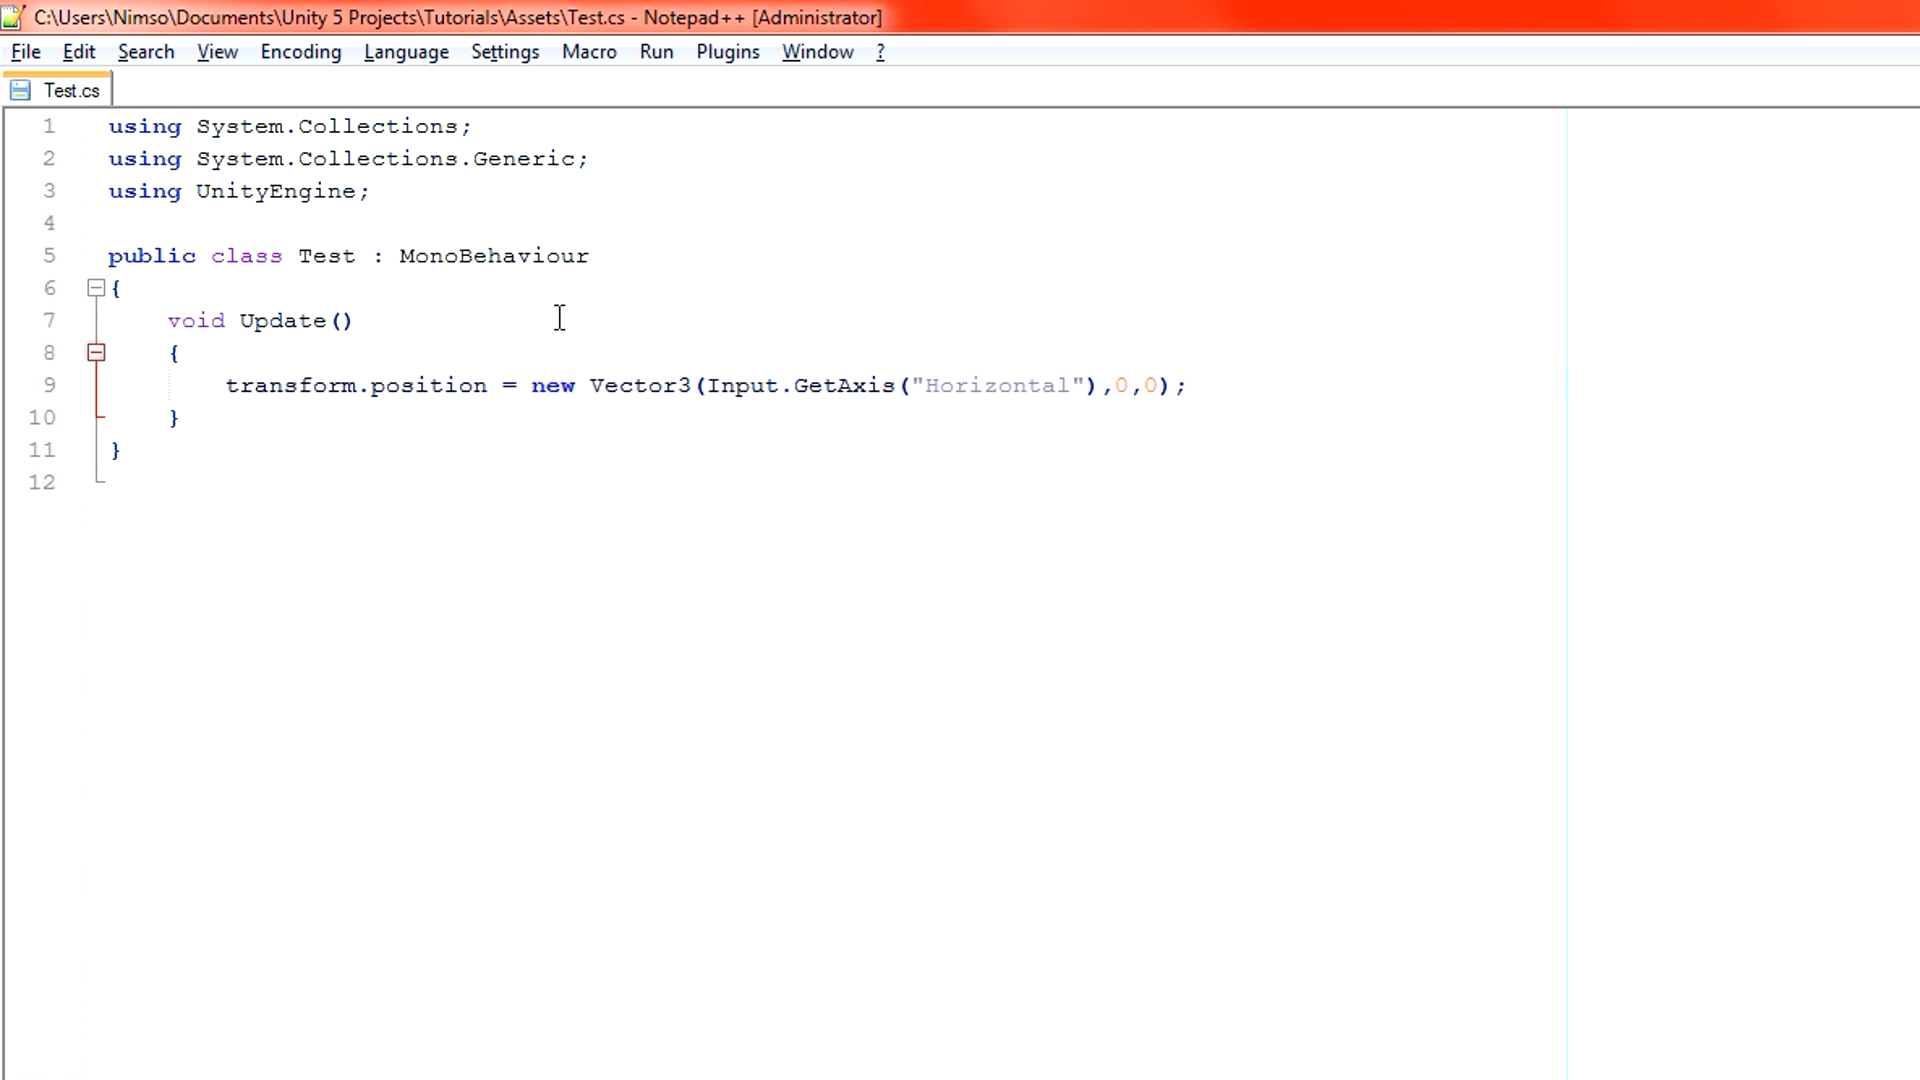 C:\Users\Nimso\Documents\Unity 5 Projects\Tutorials\Assets\Test.cs - Notepad++ [Administrator]
File Edit Search View Encoding Language Settings Macro Run Plugins Window ?
Test.cs
1 using System.Collections;
2 using System.Collections.Generic;
3 using UnityEngine;
4
5 public class Test : MonoBehaviour
6 {
7 void Update()
8 {
9 transform.position = new Vector3(Input.GetAxis("Horizontal"),0,0);
10 }
11 }
12